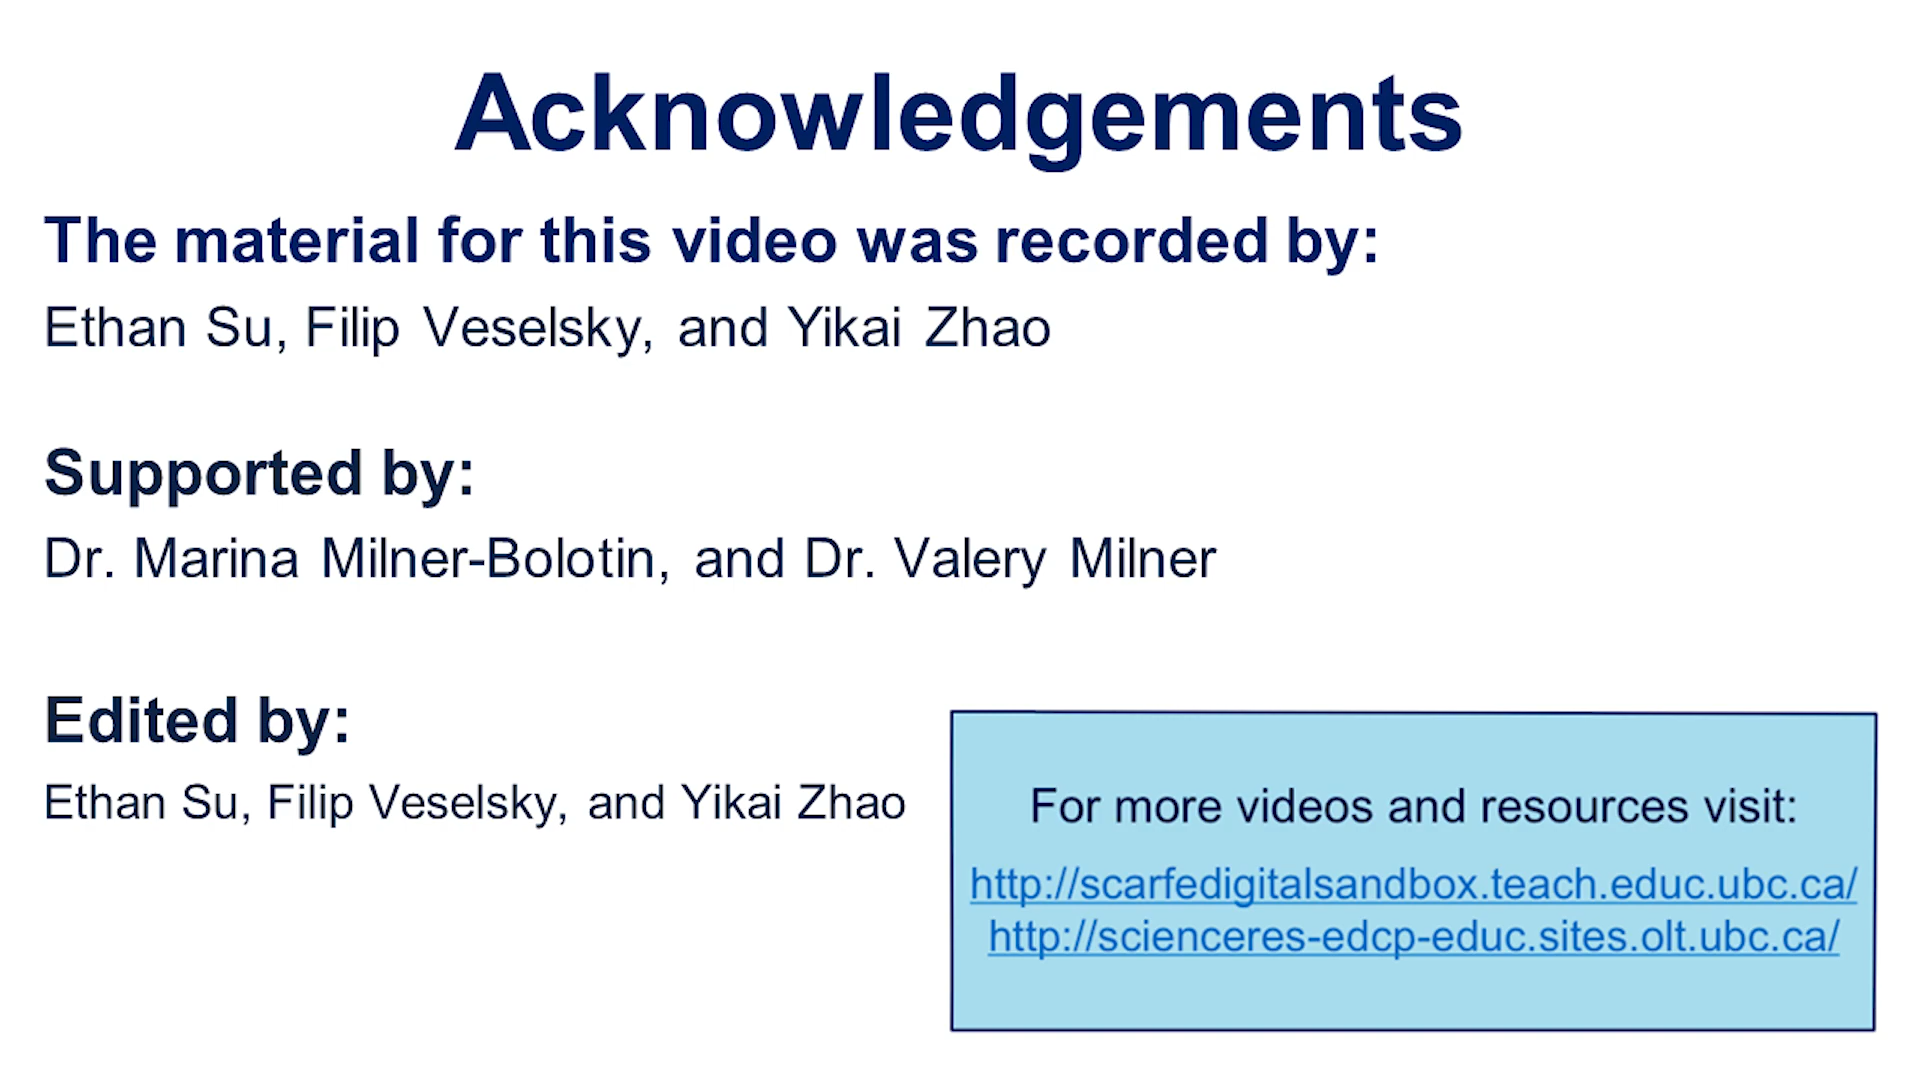 Acknowledgements
The material for this video was recorded by:
Ethan Su, Filip Veselsky, and Yikai Zhao
Supported by:
Dr. Marina Milner-Bolotin, and Dr. Valery Milner
Edited by:
Ethan Su, Filip Veselsky, and Yikai Zhao
For more videos and resources visit:
http://scarfedigitalsandbox.teach.educ.ubc.ca/
http://scienceres-edcp-educ.sites.olt.ubc.ca/